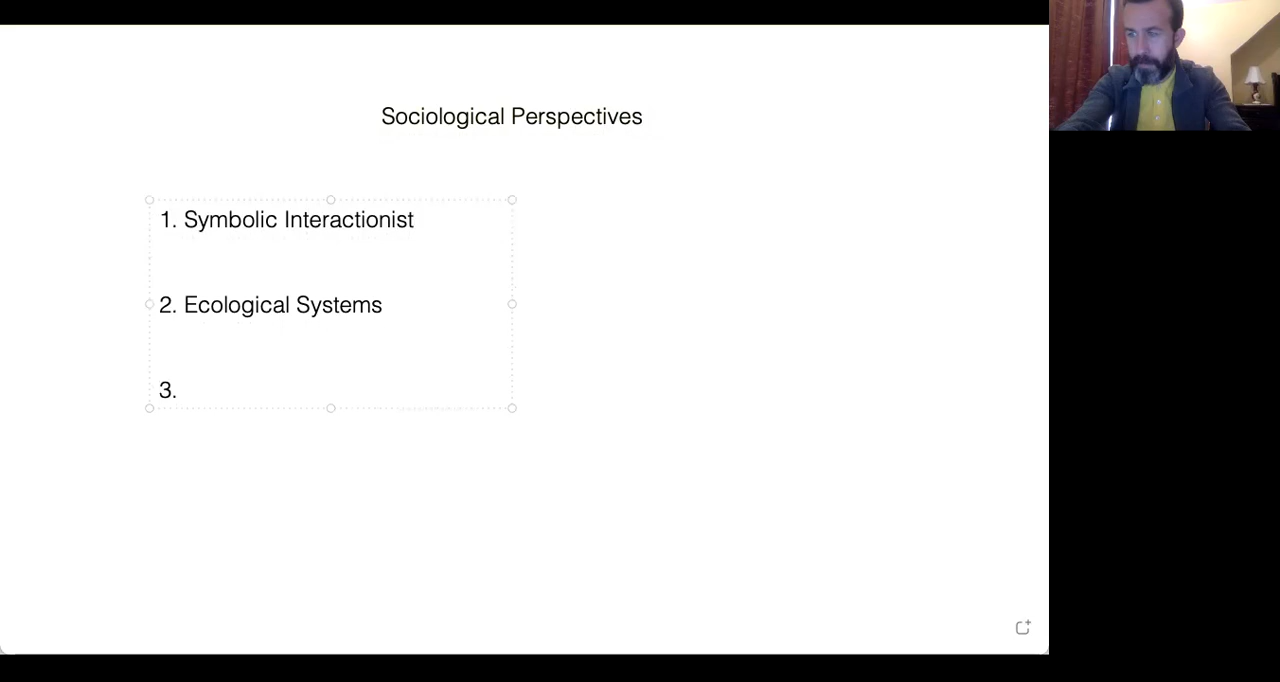 Sociological Perspectives
1. Symbolic Interactionist
2. Ecological Systems
3.